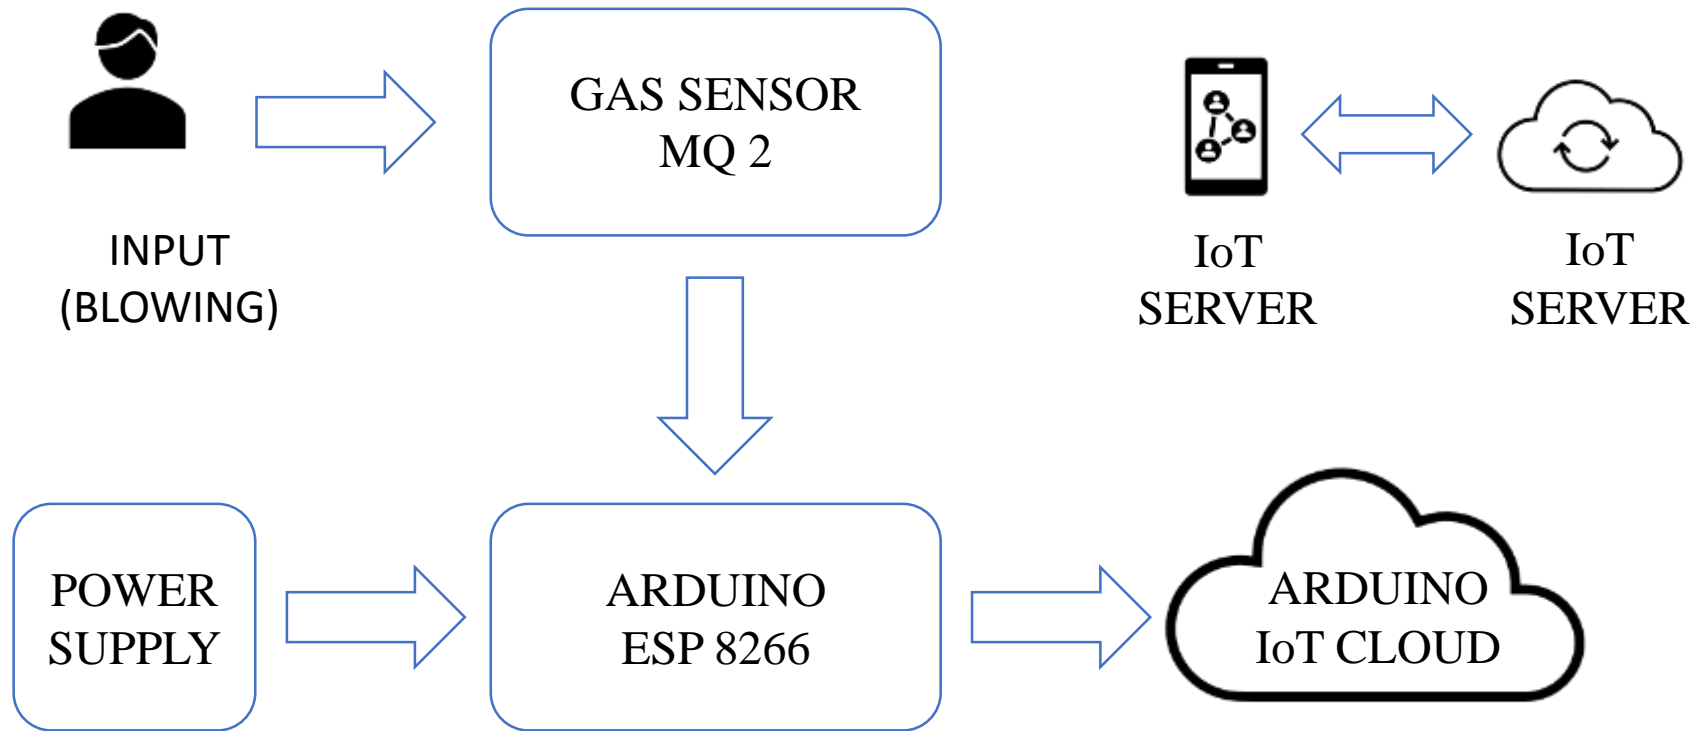 GAS SENSOR
MQ 2
INPUT
(BLOWING)
IoT
SERVER
IoT
SERVER
POWER
SUPPLY
ARDUINO
ESP 8266
ARDUINO
IoT CLOUD